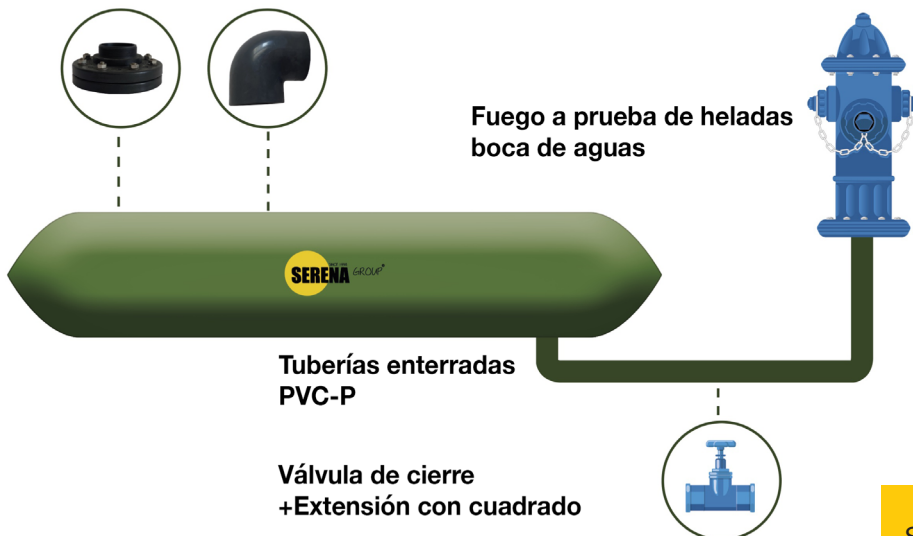 Fuego a prueba de heladas
boca de aguas
SERENA GROUP
Tuberías enterradas
PVC-P
Válvula de cierre
+Extensión con cuadrado